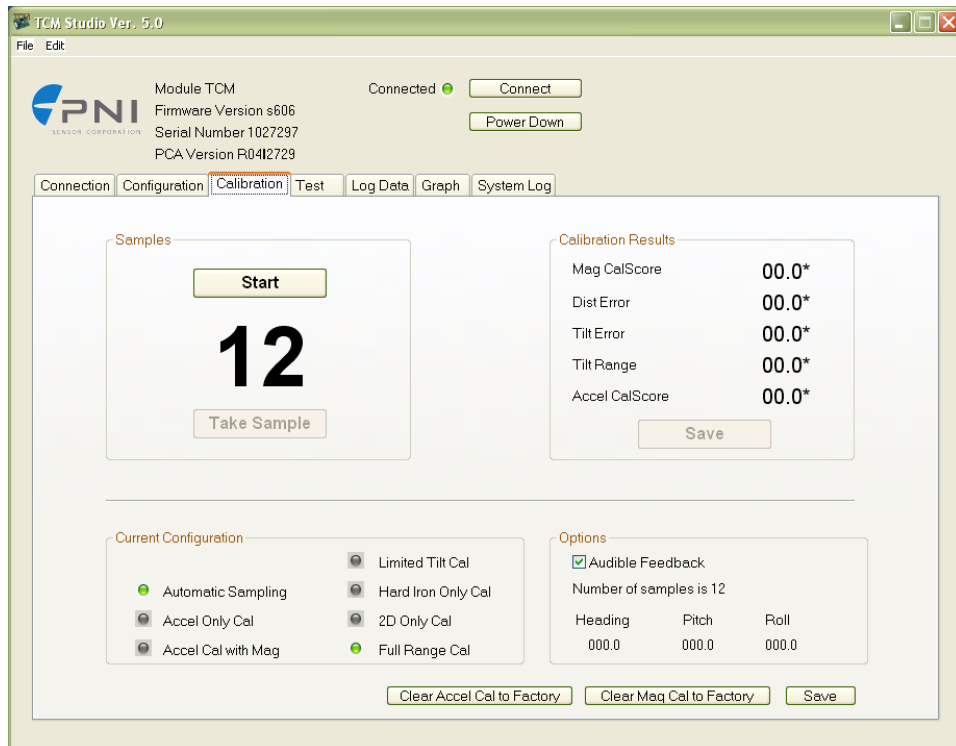 TCM Studio Ver. 5.0
File Edit
PNI
SENSOR CORPORATION
Module TCM
Firmware Version s606
Serial Number 1027297
PCA Version R04I2729
Connected
Connect
Power Down
Connection Configuration Calibration Test Log Data Graph System Log
Samples
Start
12
Take Sample
Calibration Results
Mag CalScore 00.0*
Dist Error 00.0*
Tilt Error 00.0*
Tilt Range 00.0*
Accel CalScore 00.0*
Save
Current Configuration
Automatic Sampling
Accel Only Cal
Accel Cal with Mag
Limited Tilt Cal
Hard Iron Only Cal
2D Only Cal
Full Range Cal
Options
Audible Feedback
Number of samples is 12
Heading Pitch Roll
000.0 000.0 000.0
Clear Accel Cal to Factory Clear Mag Cal to Factory Save